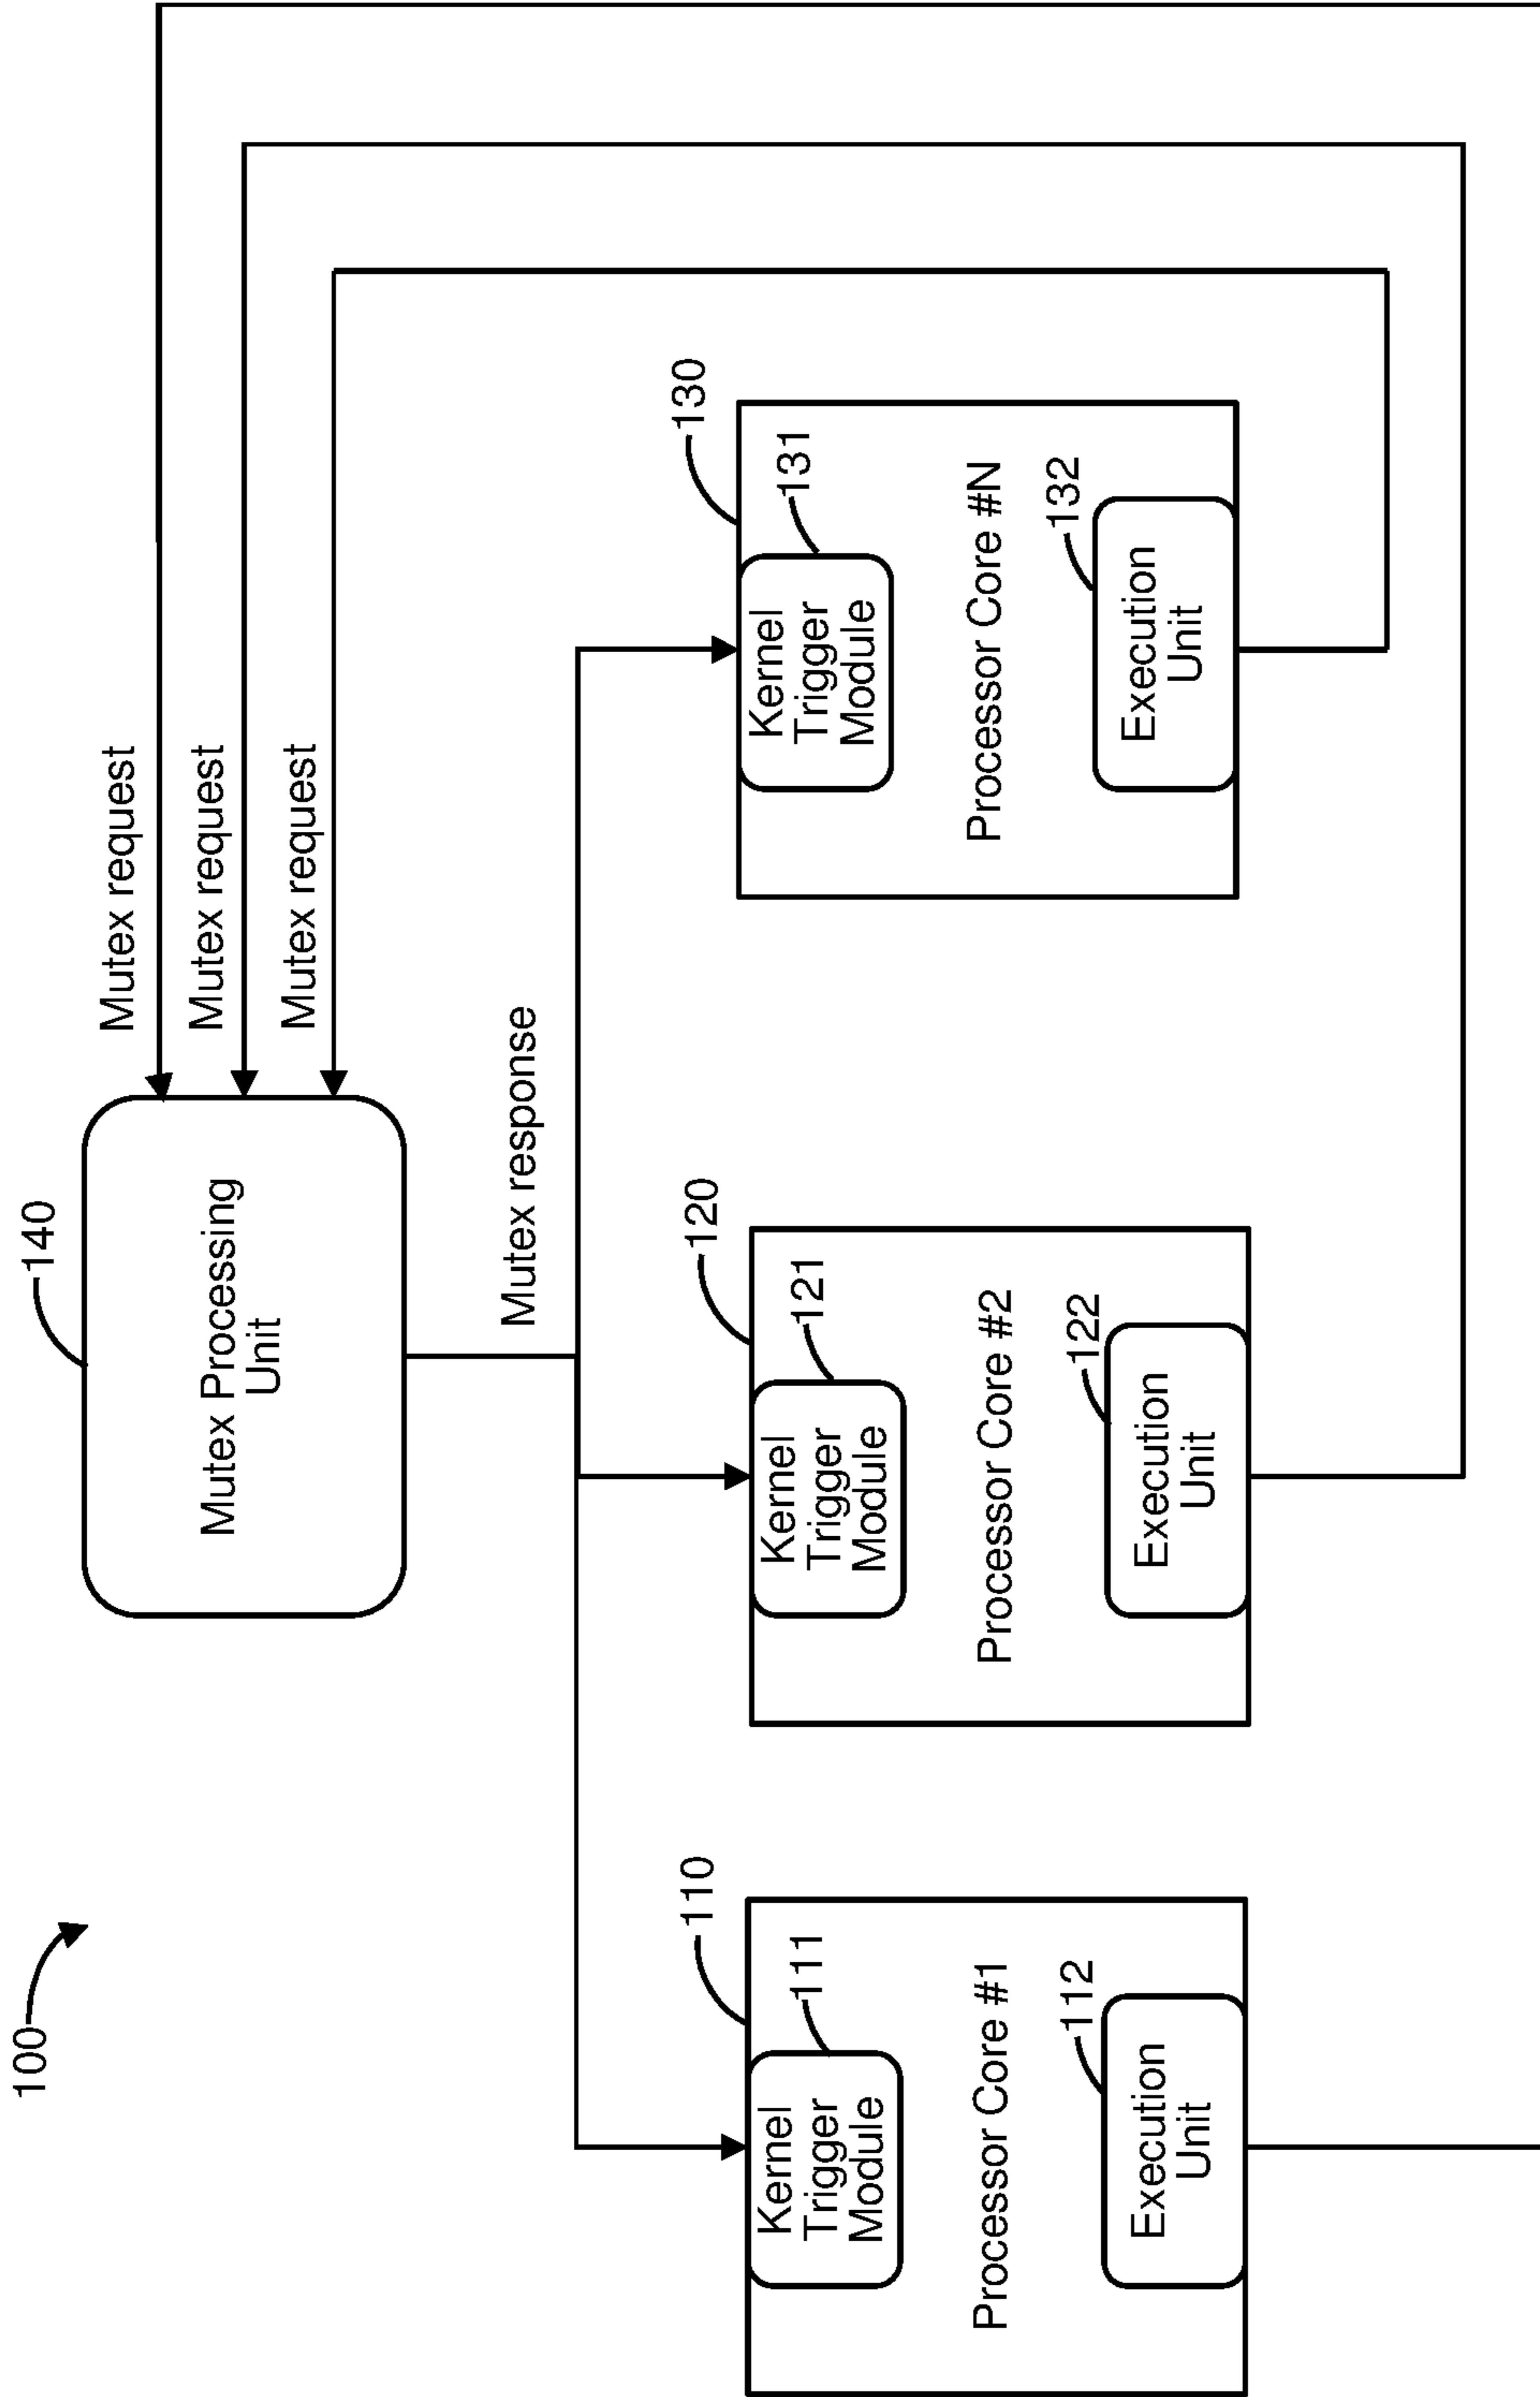 100
140
Mutex Processing
Unit
Mutex request
Mutex request
Mutex request
Mutex response
110
Kernel
Trigger
Module
111
Processor Core #1
112
Execution
Unit
120
Kernel
Trigger
Module
121
Processor Core #2
122
Execution
Unit
130
Kernel
Trigger
Module
131
Processor Core #N
132
Execution
Unit